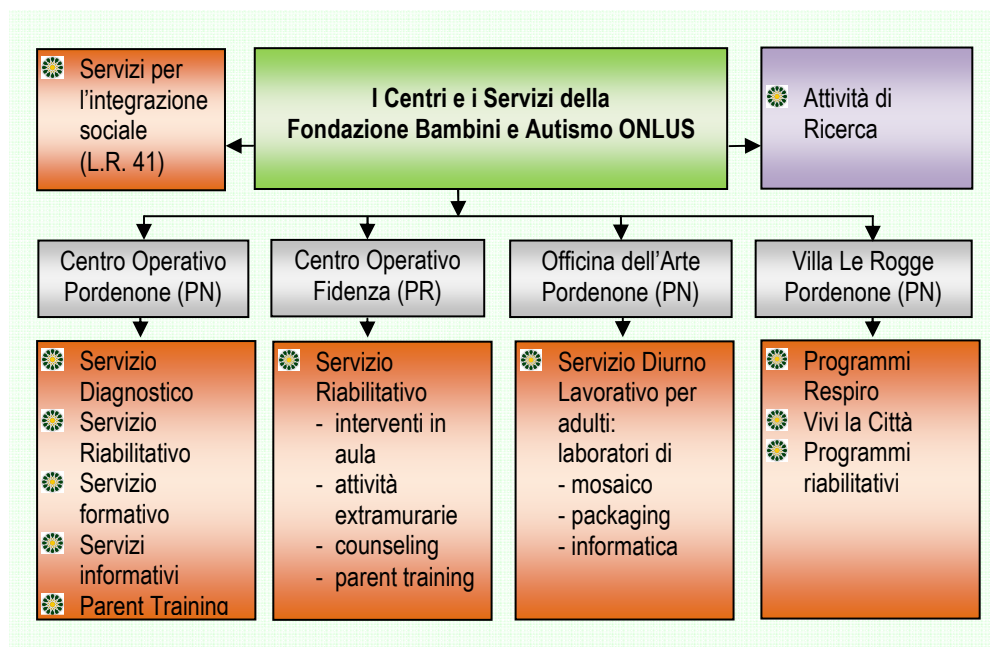 Servizi per
l'integrazione
sociale
(L.R. 41)
I Centri e i Servizi della
Fondazione Bambini e Autismo ONLUS
Attività di
Ricerca
Centro Operativo
Pordenone (PN)
Centro Operativo
Fidenza (PR)
Officina dell'Arte
Pordenone (PN)
Villa Le Rogge
Pordenone (PN)
Servizio
Diagnostico
Servizio
Riabilitativo
Servizio
formativo
Servizi
informativi
Parent Training
Servizio
Riabilitativo
- interventi in
aula
- attività
extramurarie
- counseling
- parent training
Servizio Diurno
Lavorativo per
adulti:
laboratori di
- mosaico
- packaging
- informatica
Programmi
Respiro
Vivi la Città
Programmi
riabilitativi